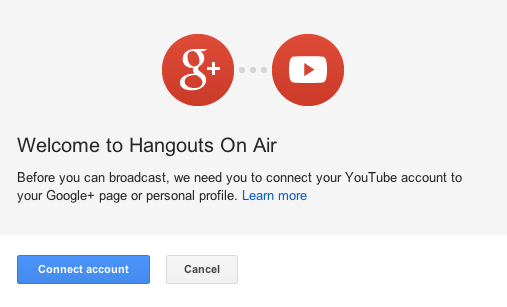 g+
Welcome to Hangouts On Air
Before you can broadcast, we need you to connect your YouTube account to
your Google+ page or personal profile. Learn more
Connect account
Cancel